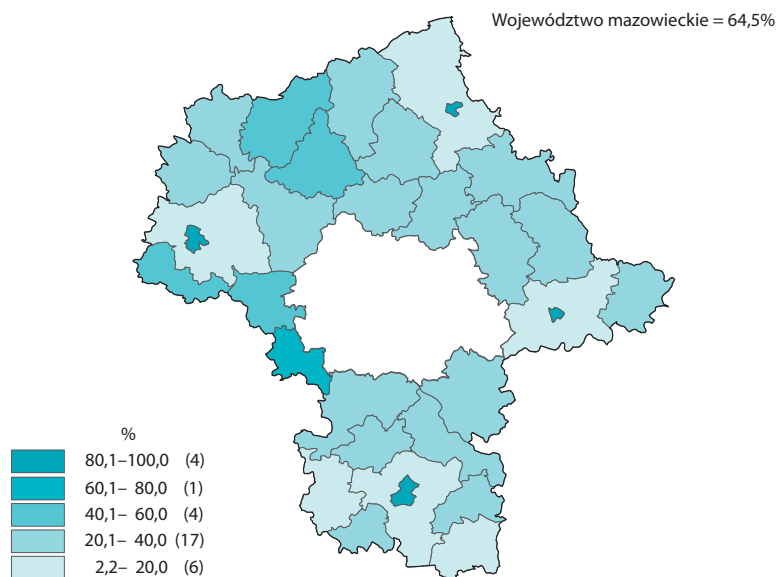 Województwo mazowieckie = 64,5%
%
80,1–100,0 (4)
60,1– 80,0 (1)
40,1– 60,0 (4)
20,1– 40,0 (17)
2,2– 20,0 (6)